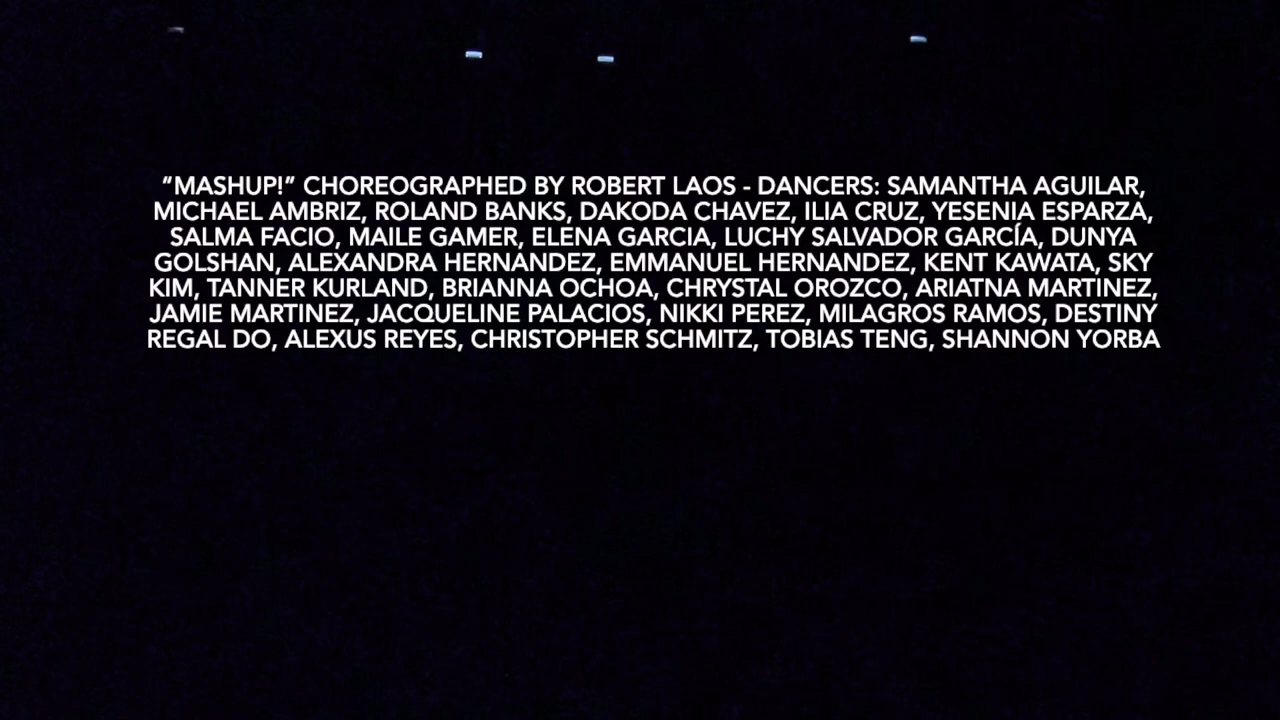 “MASHUP!” CHOREOGRAPHED BY ROBERT LAOS - DANCERS: SAMANTHA AGUILAR,
MICHAEL AMBRIZ, ROLAND BANKS, DAKODA CHAVEZ, ILIA CRUZ, YESENIA ESPARZA,
SALMA FACIO, MAILE GAMER, ELENA GARCIA, LUCHY SALVADOR GARCÍA, DUNYA
GOLSHAN, ALEXANDRA HERNANDEZ, EMMANUEL HERNANDEZ, KENT KAWATA, SKY
KIM, TANNER KURLAND, BRIANNA OCHOA, CHRYSTAL OROZCO, ARIATNA MARTINEZ,
JAMIE MARTINEZ, JACQUELINE PALACIOS, NIKKI PEREZ, MILAGROS RAMOS, DESTINY
REGAL DO, ALEXUS REYES, CHRISTOPHER SCHMITZ, TOBIAS TENG, SHANNON YORBA